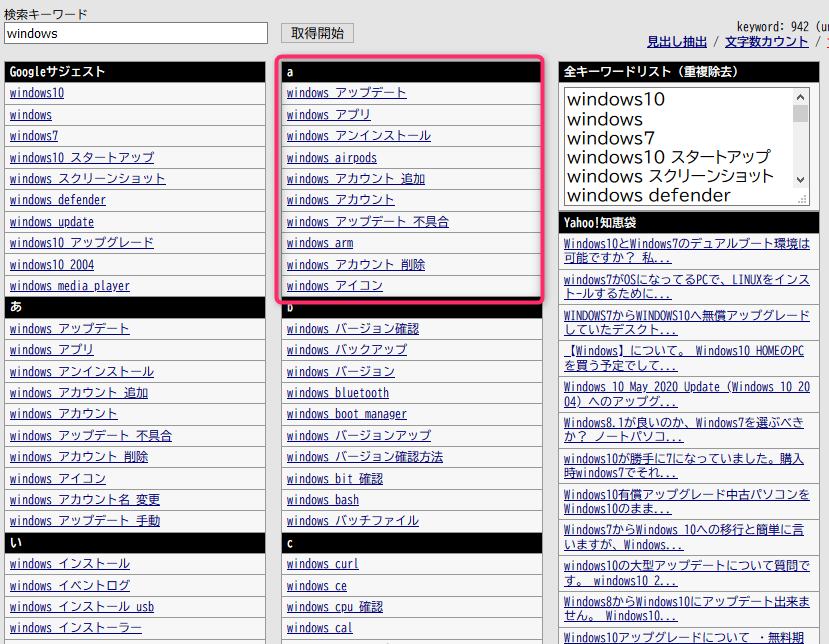 検索キーワード
windows
取得開始
keyword: 942 (u
見出し抽出 / 文字数カウント /
Googleサジェスト
windows10
windows
windows7
windows10 スタートアップ
windows スクリーンショット
windows defender
windows update
windows10 アップグレード
windows10 2004
windows media player
あ
windows アップデート
windows アプリ
windows アンインストール
windows アカウント 追加
windows アカウント
windows アップデート 不具合
windows アカウント 削除
windows アイコン
windows アカウント名 変更
windows アップデート 手動
い
windows インストール
windows イベントログ
windows インストール usb
windows インストーラー
a
windows アップデート
windows アプリ
windows アンインストール
windows airpods
windows アカウント 追加
windows アカウント
windows アップデート 不具合
windows arm
windows アカウント 削除
windows アイコン
b
windows バージョン確認
windows バックアップ
windows バージョン
windows bluetooth
windows boot manager
windows バージョンアップ
windows バージョン確認方法
windows bit 確認
windows bash
windows バッチファイル
c
windows curl
windows ce
windows cpu 確認
windows cal
全キーワードリスト（重複除去）
windows10
windows
windows7
windows10 スタートアップ
windows スクリーンショット
windows defender
Yahoo!知恵袋
Windows10とWindows7のデュアルブート環境は
可能ですか？ 私...
windows7がOSになってるPCで、LINUXをインス
トールするために...
WINDOWS7からWINDOWS10へ無償アップグレード
していたデスクト...
【Windows】について。 Windows10 HOMEのPC
を買う予定でして...
Windows 10 May 2020 Update（Windows 10 20
04）へのアップグ...
Windows8.1が良いのか、Windows7を選ぶべき
か？ ノートパソコ...
windows10が勝手に7になっていました。購入
時windows7でそれ...
Windows10有償アップグレード中古パソコンを
Windows10のまま...
Windows7からWindows 10への移行と簡単に言
いますが、Windows...
windows10の大型アップデートについて質問で
す。 windows10 2...
Windows8からWindows10にアップデート出来ま
せん。 Windows10...
Windows10アップグレードについて ・無料期